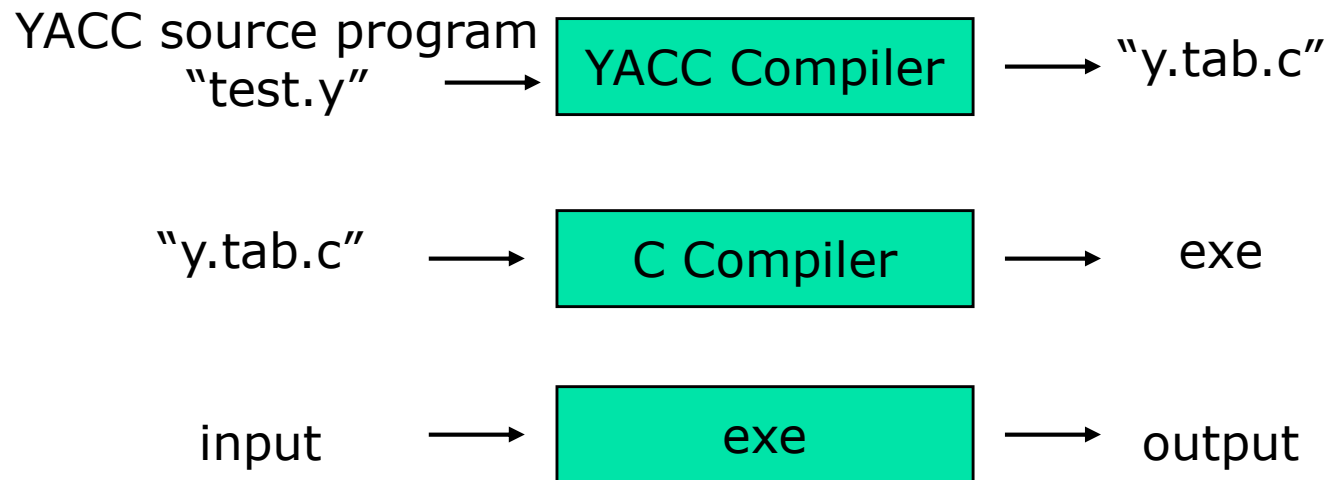 YACC source program
“test.y”
YACC Compiler
“y.tab.c”
“y.tab.c”
C Compiler
exe
input
exe
output